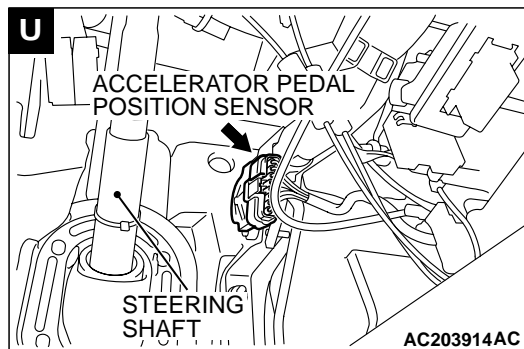 U
ACCELERATOR PEDAL
POSITION SENSOR
STEERING
SHAFT
AC203914AC